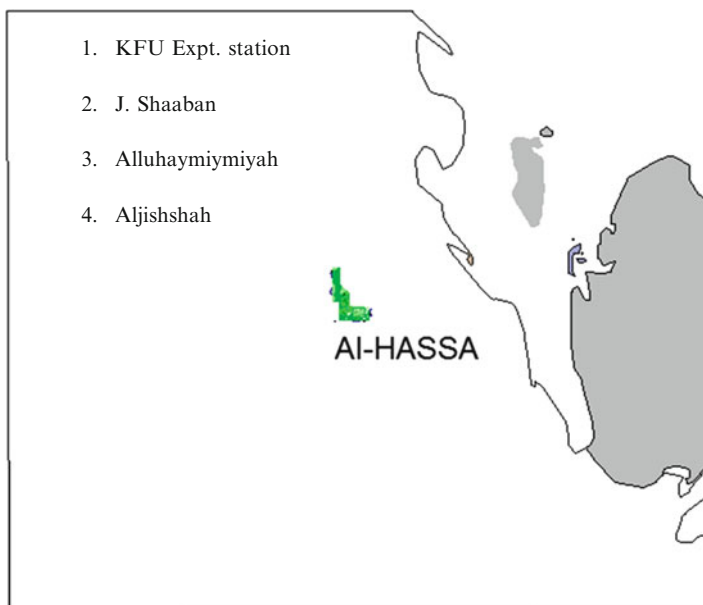 1. KFU Expt. station
2. J. Shaaban
3. Alluhaymiymiyah
4. Aljishshah
Al-HASSA